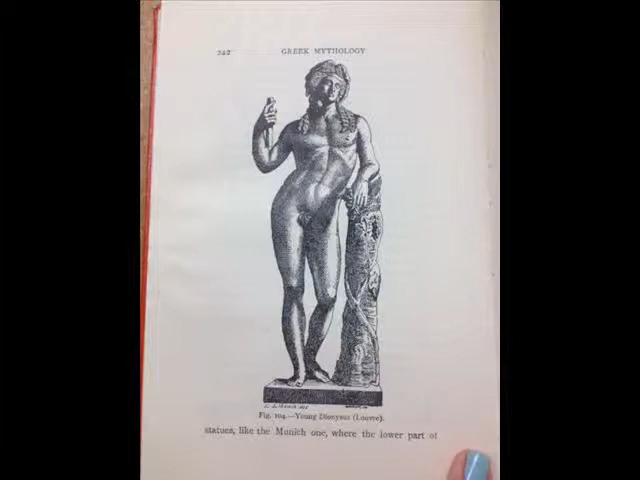 242 GREEK MYTHOLOGY
Fig. 104.—Young Dionysus (Louvre).
statues, like the Munich one, where the lower part of